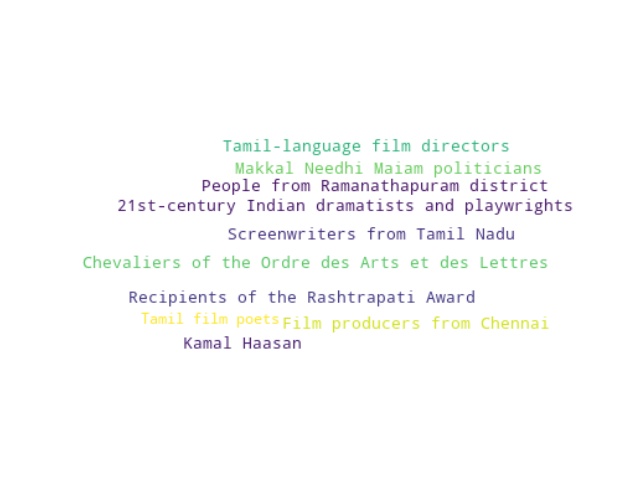 Tamil-language film directors
Makkal Needhi Maiam politicians
People from Ramanathapuram district
21st-century Indian dramatists and playwrights
Screenwriters from Tamil Nadu
Chevaliers of the Ordre des Arts et des Lettres
Recipients of the Rashtrapati Award
Tamil film poets
Film producers from Chennai
Kamal Haasan